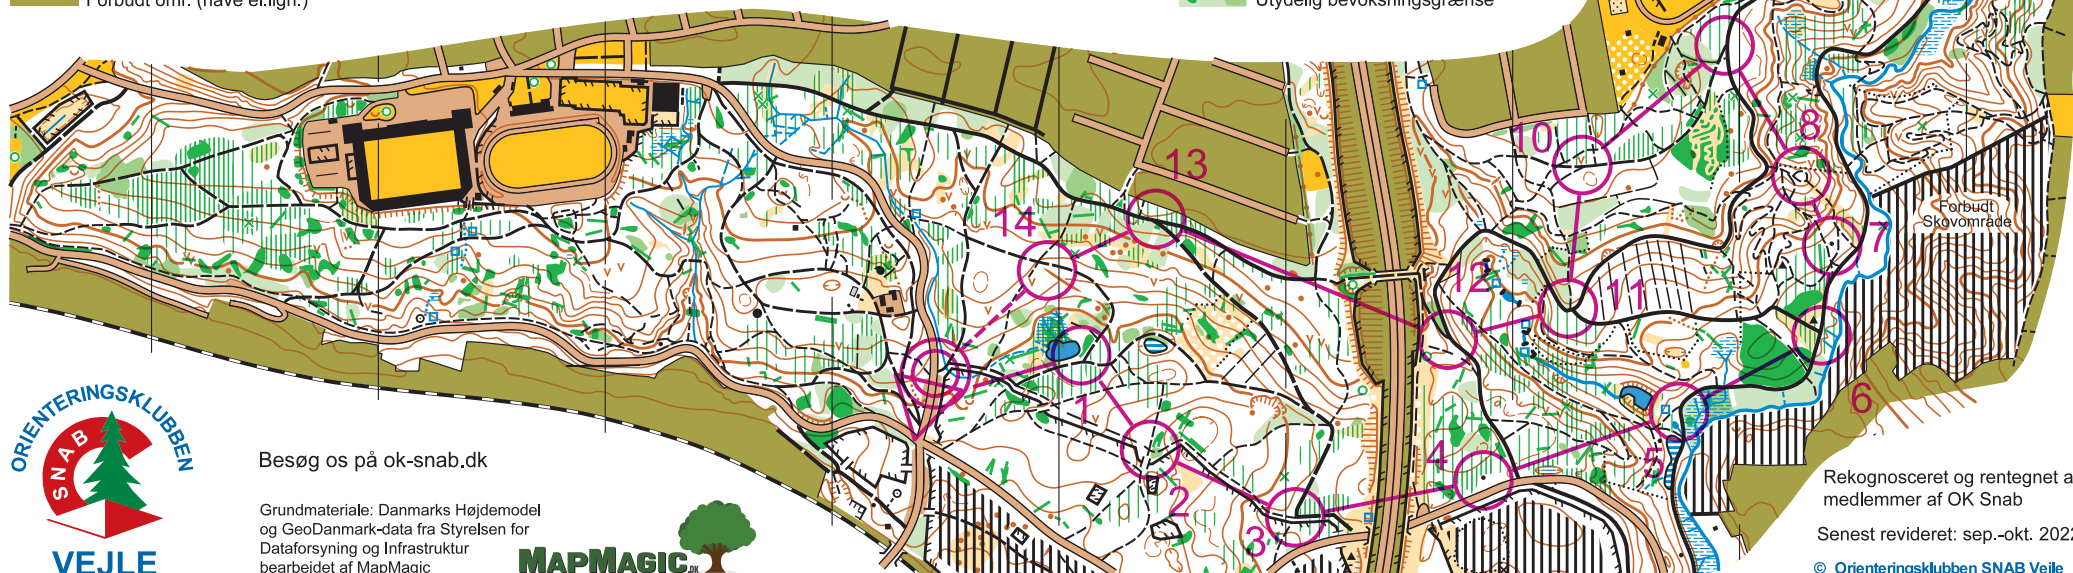 Forbudt omr. (have el.lign.)
Utydelig bevoksningsgrænse
10
8
13
14
Forbudt
Skovområde
7
12
11
1
6
4
5
2
3
ORIENTERINGSKLUBBEN
SNAB
VEJLE
Besøg os på ok-snab.dk
Grundmateriale: Danmarks Højdemodel
og GeoDanmark-data fra Styrelsen for
Dataforsyning og Infrastruktur
bearbejdet af MapMagic
MAPMAGIC.DK
Rekognosceret og rentegnet a
medlemmer af OK Snab
Senest revideret: sep.-okt. 2022
© Orienteringsklubben SNAB Vejle